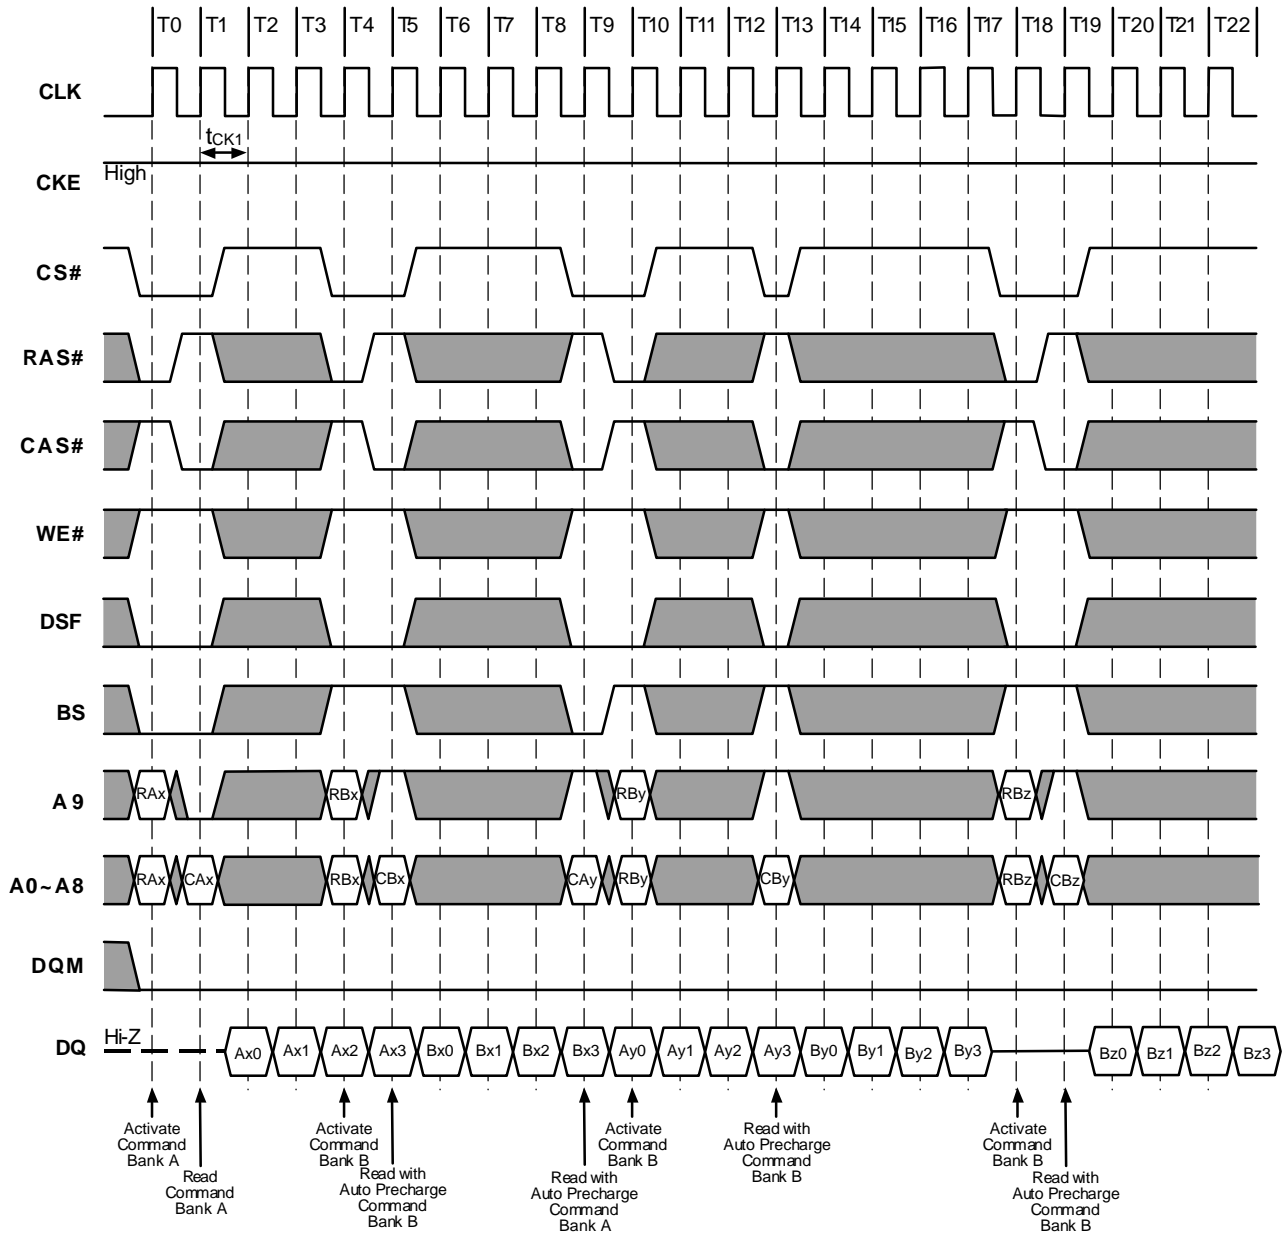 T0 T1 T2 T3 T4 T5 T6 T7 T8 T9 T10 T11 T12 T13 T14 T15 T16 T17 T18 T19 T20 T21 T22
CLK
tCK1
High
CKE
CS#
RAS#
CAS#
WE#
DSF
BS
A9 RAx RBx RBy RBz
A0~A8 RAx CAx RBx CBx CAy RBy CBy RBz CBz
DQM
Hi-Z
DQ Ax0 Ax1 Ax2 Ax3 Bx0 Bx1 Bx2 Bx3 Ay0 Ay1 Ay2 Ay3 By0 By1 By2 By3 Bz0 Bz1 Bz2 Bz3
Activate
Command
Bank A
Read
Command
Bank A
Activate
Command
Bank B
Read with
Auto Precharge
Command
Bank B
Read with
Auto Precharge
Command
Bank A
Activate
Command
Bank B
Read with
Auto Precharge
Command
Bank B
Activate
Command
Bank B
Read with
Auto Precharge
Command
Bank B